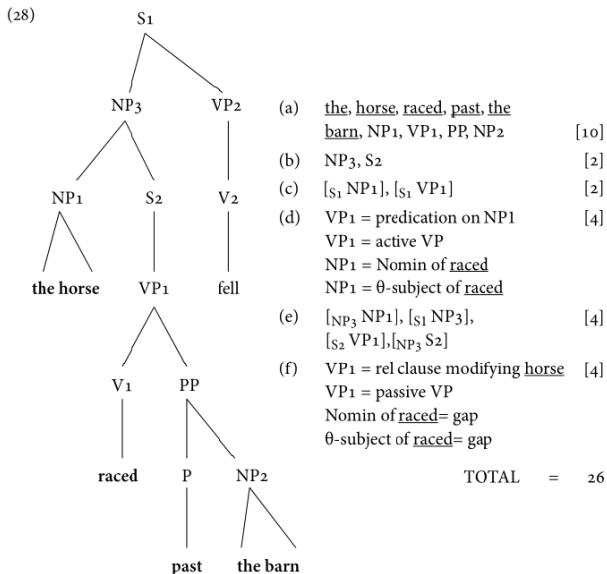 (28)
S1
NP3 VP2
NP1 S2 V2
the horse VP1 fell
V1 PP
raced P NP2
past the barn
(a) the, horse, raced, past, the
barn, NP1, VP1, PP, NP2 [10]
(b) NP3, S2 [2]
(c) [S1 NP1], [S1 VP1] [2]
(d) VP1 = predication on NP1 [4]
VP1 = active VP
NP1 = Nomin of raced
NP1 = θ-subject of raced
(e) [NP3 NP1], [S1 NP3], [4]
[S2 VP1],[NP3 S2]
(f) VP1 = rel clause modifying horse [4]
VP1 = passive VP
Nomin of raced= gap
θ-subject of raced= gap
TOTAL = 26